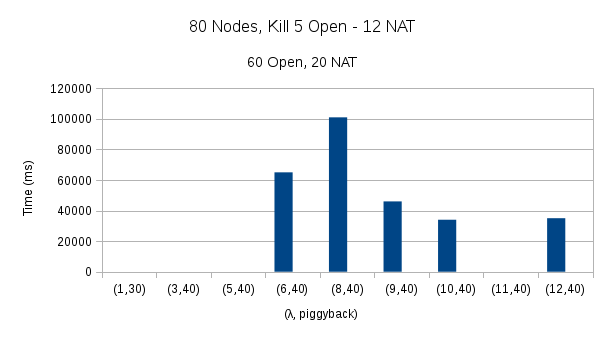 80 Nodes, Kill 5 Open - 12 NAT
60 Open, 20 NAT
120000
100000
80000
60000
40000
20000
0
Time (ms)
(1,30) (3,40) (5,40) (6,40) (8,40) (9,40) (10,40) (11,40) (12,40)
(λ, piggyback)